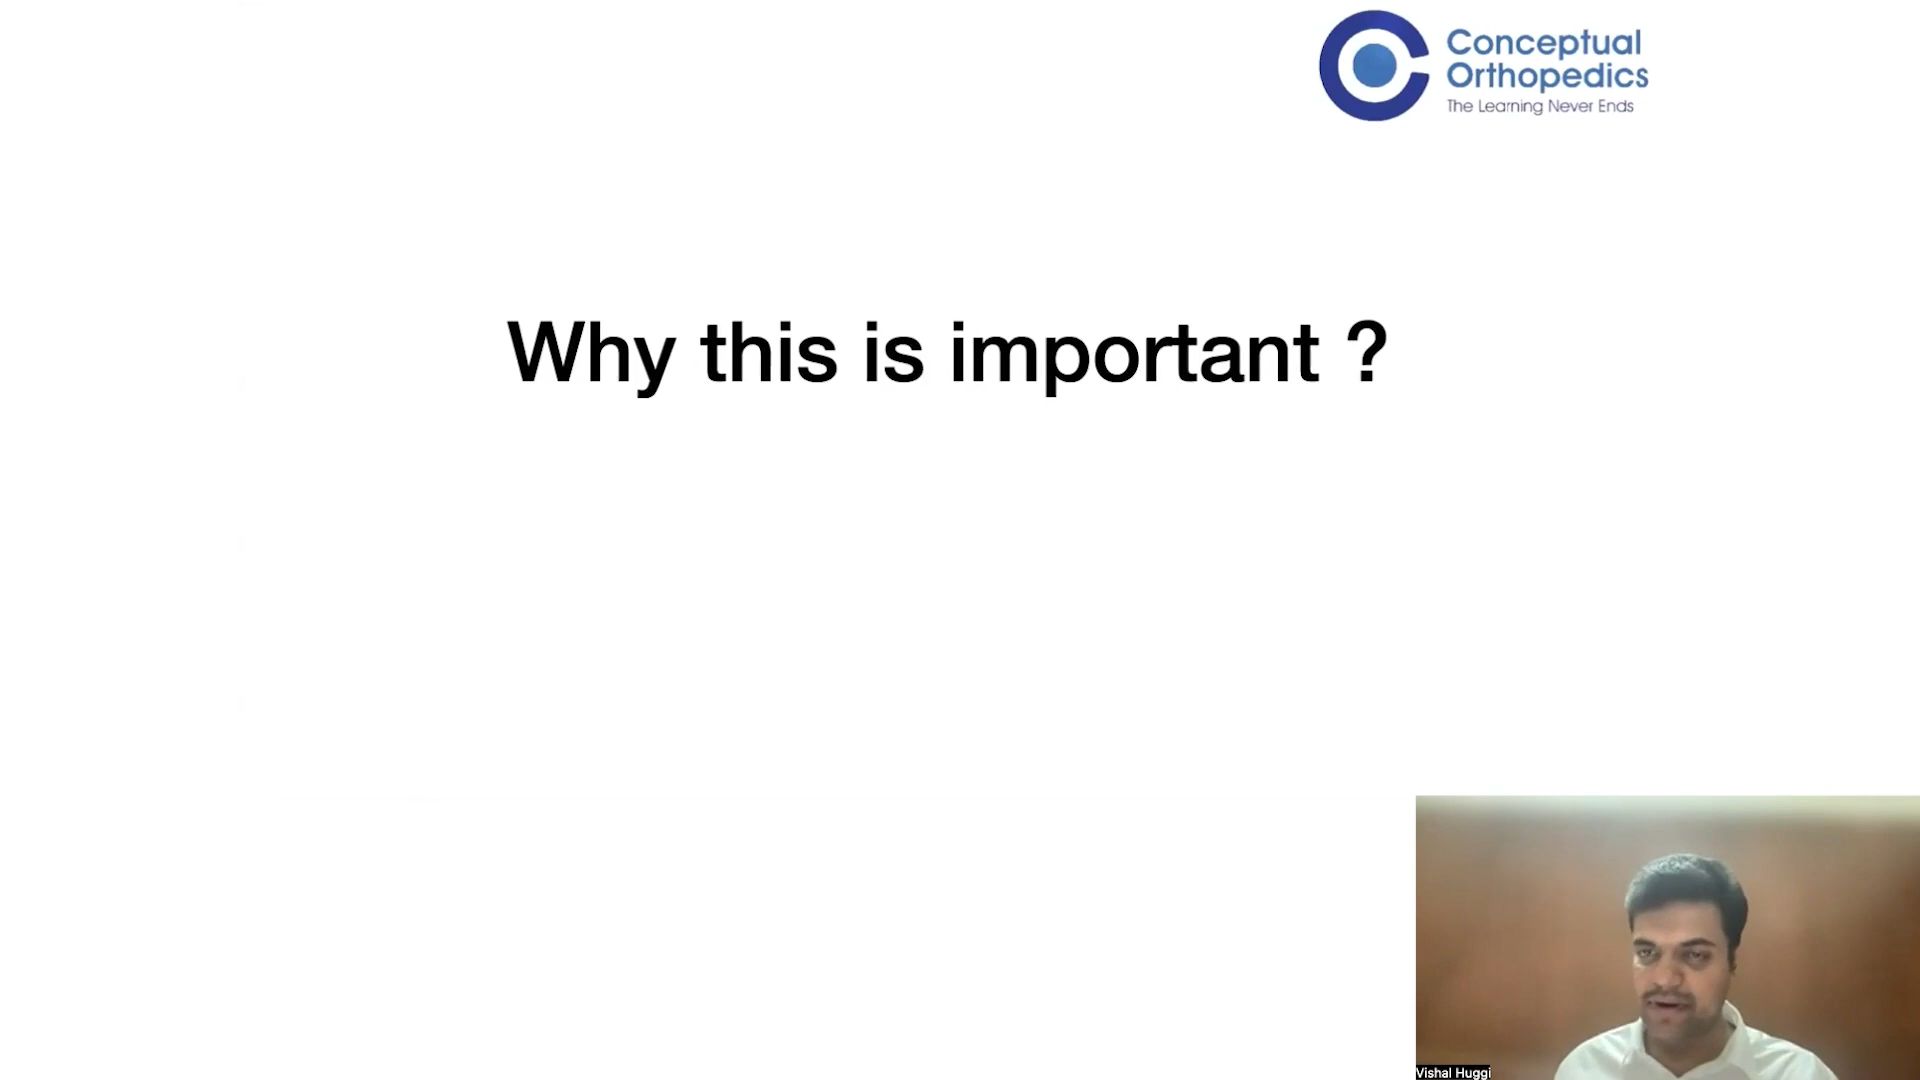 Conceptual
Orthopedics
The Learning Never Ends
Why this is important ?
Vishal Huggi